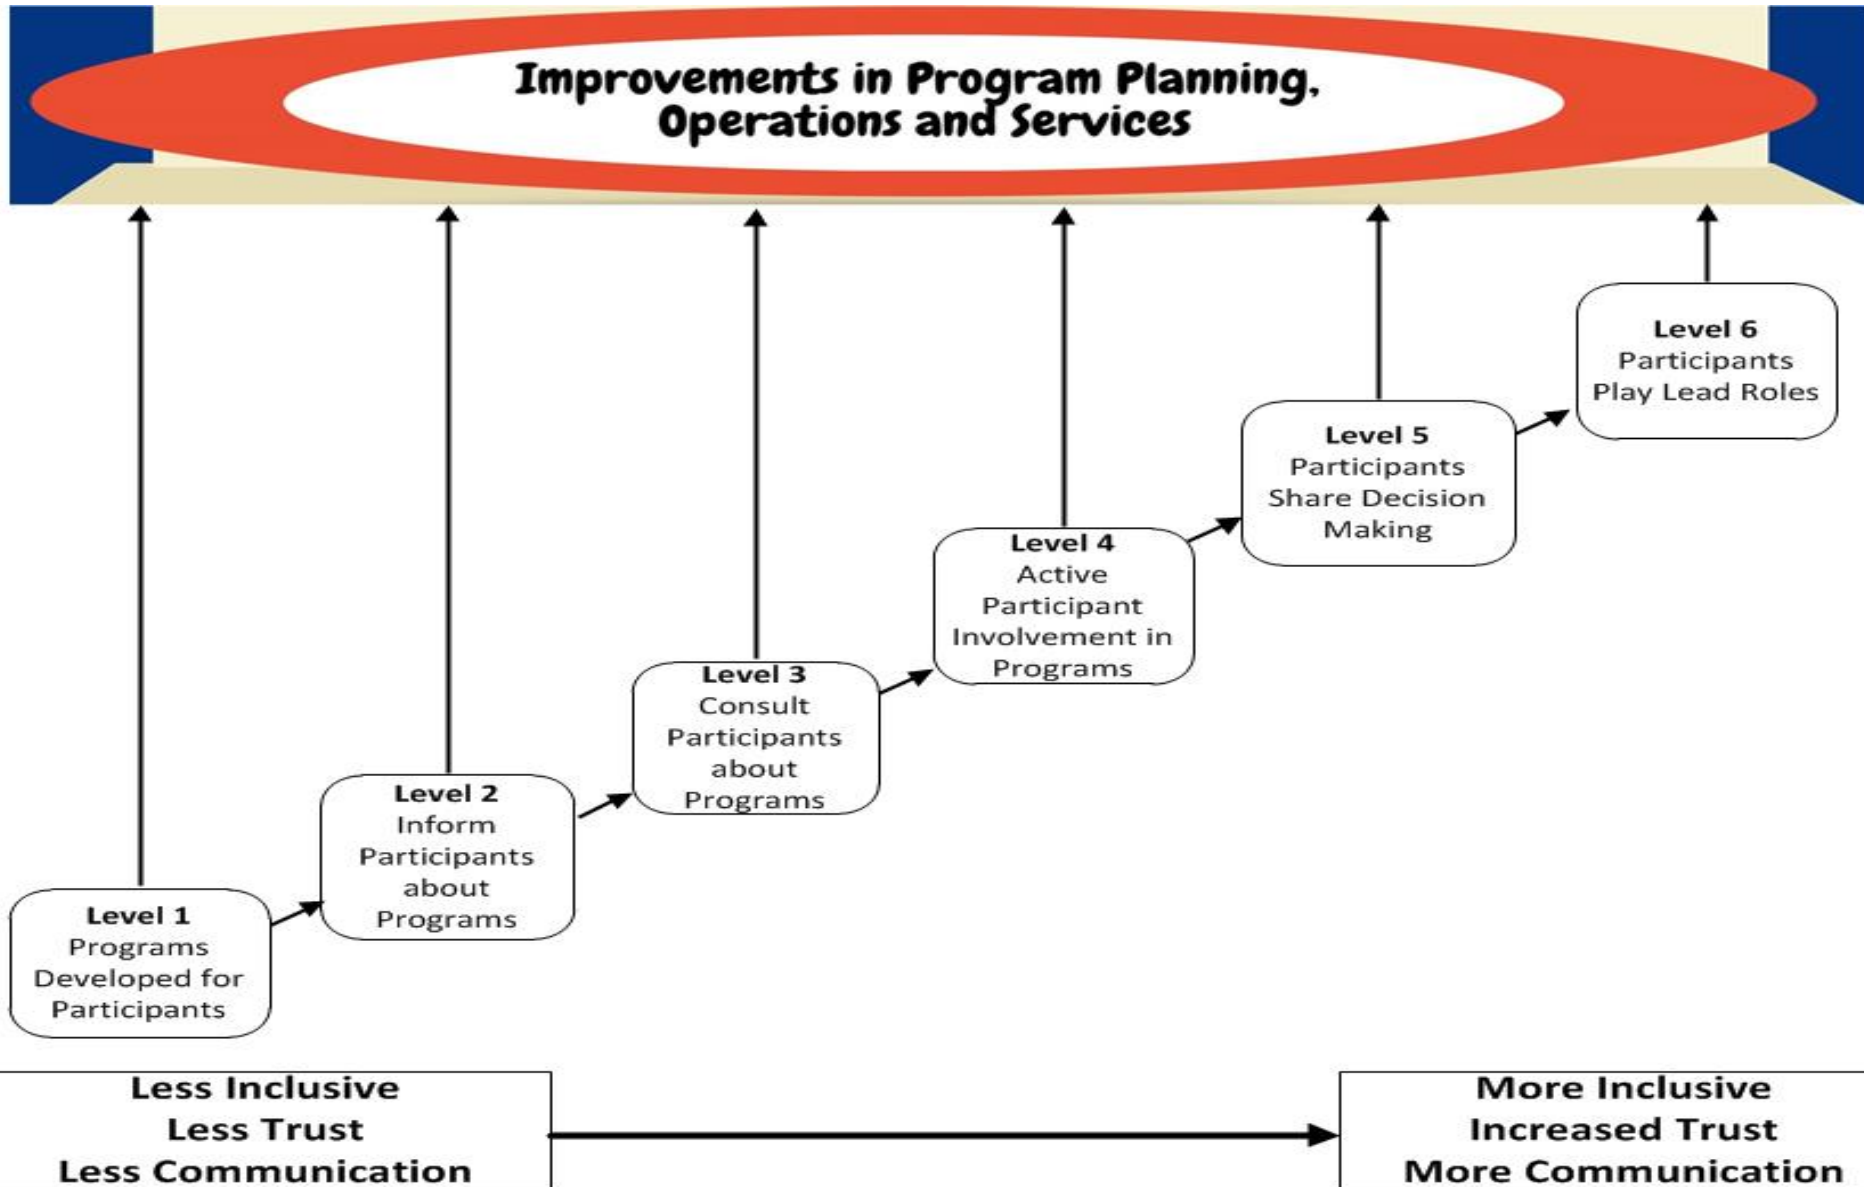 Improvements in Program Planning,
Operations and Services
Level 1
Programs
Developed for
Participants
Level 2
Inform
Participants
about
Programs
Level 3
Consult
Participants
about
Programs
Level 4
Active
Participant
Involvement in
Programs
Level 5
Participants
Share Decision
Making
Level 6
Participants
Play Lead Roles
Less Inclusive
Less Trust
Less Communication
More Inclusive
Increased Trust
More Communication